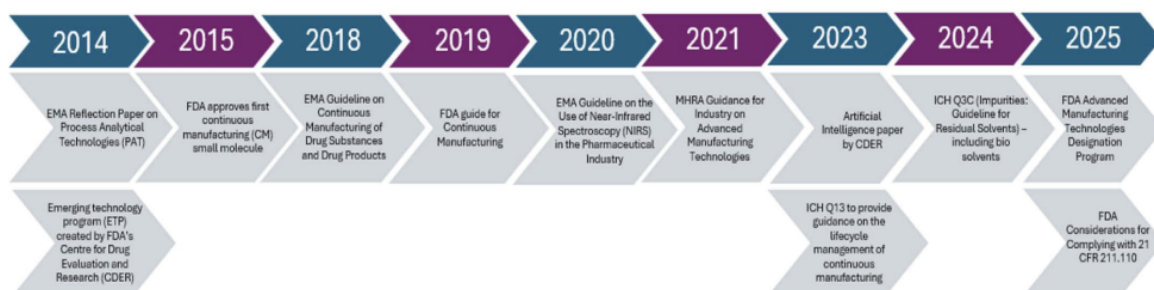 2014
2015
2018
2019
2020
2021
2023
2024
2025
EMA Reflection Paper on
Process Analytical
Technologies (PAT)
FDA approves first
continuous
manufacturing (CM)
small molecule
EMA Guideline on
Continuous
Manufacturing of
Drug Substances
and Drug Products
FDA guide for
Continuous
Manufacturing
EMA Guideline on the
Use of Near-Infrared
Spectroscopy (NIRS)
in the Pharmaceutical
Industry
MHRA Guidance for
Industry on
Advanced
Manufacturing
Technologies
Artificial
Intelligence paper
by CDER
ICH Q3C (Impurities:
Guideline for
Residual Solvents) –
including bio
solvents
FDA Advanced
Manufacturing
Technologies
Designation
Program
Emerging technology
program (ETP)
created by FDA's
Centre for Drug
Evaluation and
Research (CDER)
ICH Q13 to provide
guidance on the
lifecycle
management of
continuous
manufacturing
FDA
Considerations for
Complying with 21
CFR 211.110